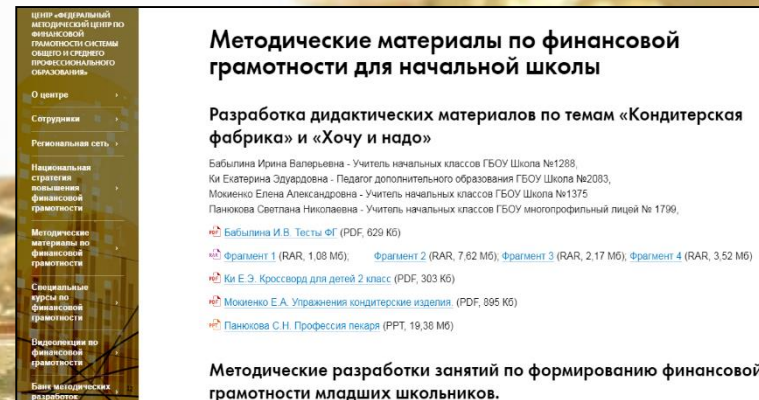 ЦЕНТР «ФЕДЕРАЛЬНЫЙ
МЕТОДИЧЕСКИЙ ЦЕНТР ПО
ФИНАНСОВОЙ
ГРАМОТНОСТИ СИСТЕМЫ
ОБЩЕГО И СРЕДНЕГО
ПРОФЕССИОНАЛЬНОГО
ОБРАЗОВАНИЯ»
О центре
Сотрудники
Региональная сеть
Национальная
стратегия
повышения
финансовой
грамотности
Методические
материалы по
финансовой
грамотности
Специальные
курсы по
финансовой
грамотности
Видеолекции по
финансовой
грамотности
Банк методических
разработок
Методические материалы по финансовой
грамотности для начальной школы
Разработка дидактических материалов по темам «Кондитерская
фабрика» и «Хочу и надо»
Бабылина Ирина Валерьевна - Учитель начальных классов ГБОУ Школа №1288,
Ки Екатерина Эдуардовна - Педагог дополнительного образования ГБОУ Школа №2083,
Мокиенко Елена Александровна - Учитель начальных классов ГБОУ Школа №1375
Панюкова Светлана Николаевна - Учитель начальных классов ГБОУ многопрофильный лицей № 1799,
Бабылина И.В. Тесты ФГ (PDF, 629 Кб)
Фрагмент 1 (RAR, 1,08 Мб); Фрагмент 2 (RAR, 7,62 Мб); Фрагмент 3 (RAR, 2,17 Мб); Фрагмент 4 (RAR, 3,52 Мб)
Ки Е.Э. Кроссворд для детей 2 класс (PDF, 303 Кб)
Мокиенко Е.А. Упражнения кондитерские изделия. (PDF, 895 Кб)
Панюкова С.Н. Профессия пекаря (PPT, 19,38 Мб)
Методические разработки занятий по формированию финансовой
грамотности младших школьников.